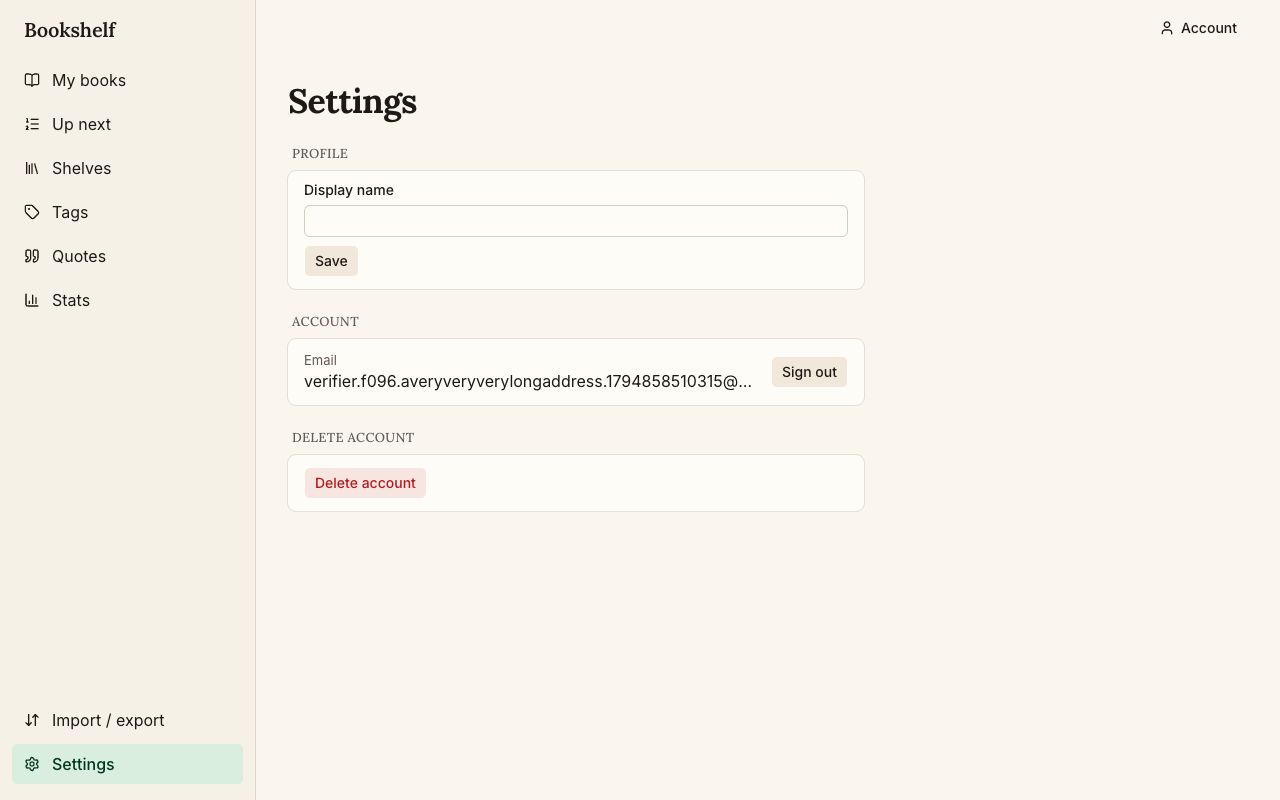 Bookshelf
My books
Up next
Shelves
Tags
Quotes
Stats
Import / export
Settings
Account
Settings
PROFILE
Display name
Save
ACCOUNT
Email
verifier.f096.averyveryverylongaddress.1794858510315@...
Sign out
DELETE ACCOUNT
Delete account